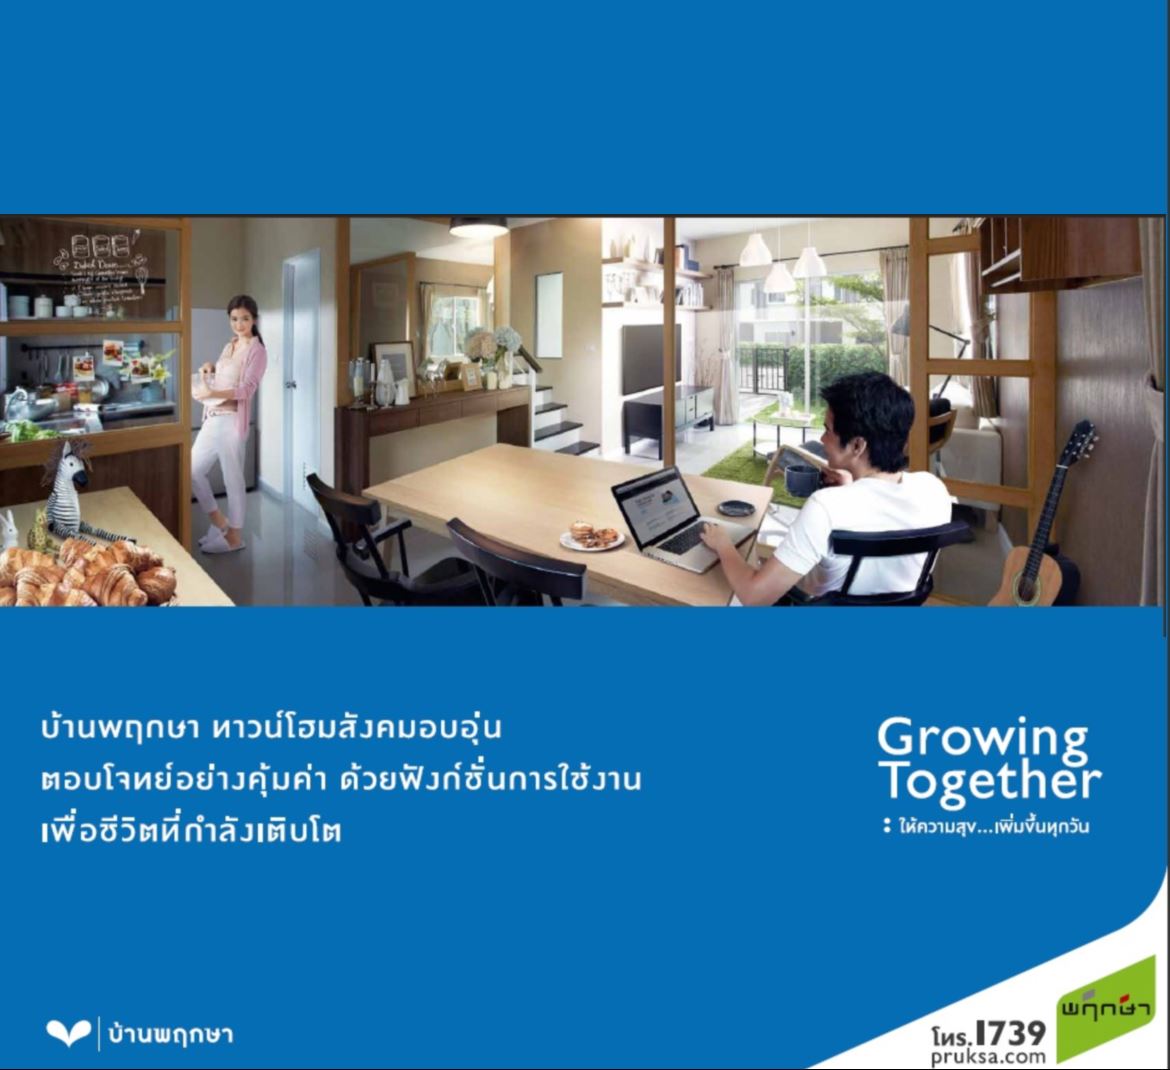 บ้านพฤกษา ทาวน์โฮมสังคมอบอุ่น
ตอบโจทย์อย่างคุ้มค่า ด้วยฟังก์ชั่นการใช้งาน
เพื่อชีวิตที่กำลังเติบโต
Growing
Together
: ให้ความสุข...เพิ่มขึ้นทุกวัน
บ้านพฤกษา
โทร.1739
pruksa.com
พฤกษา